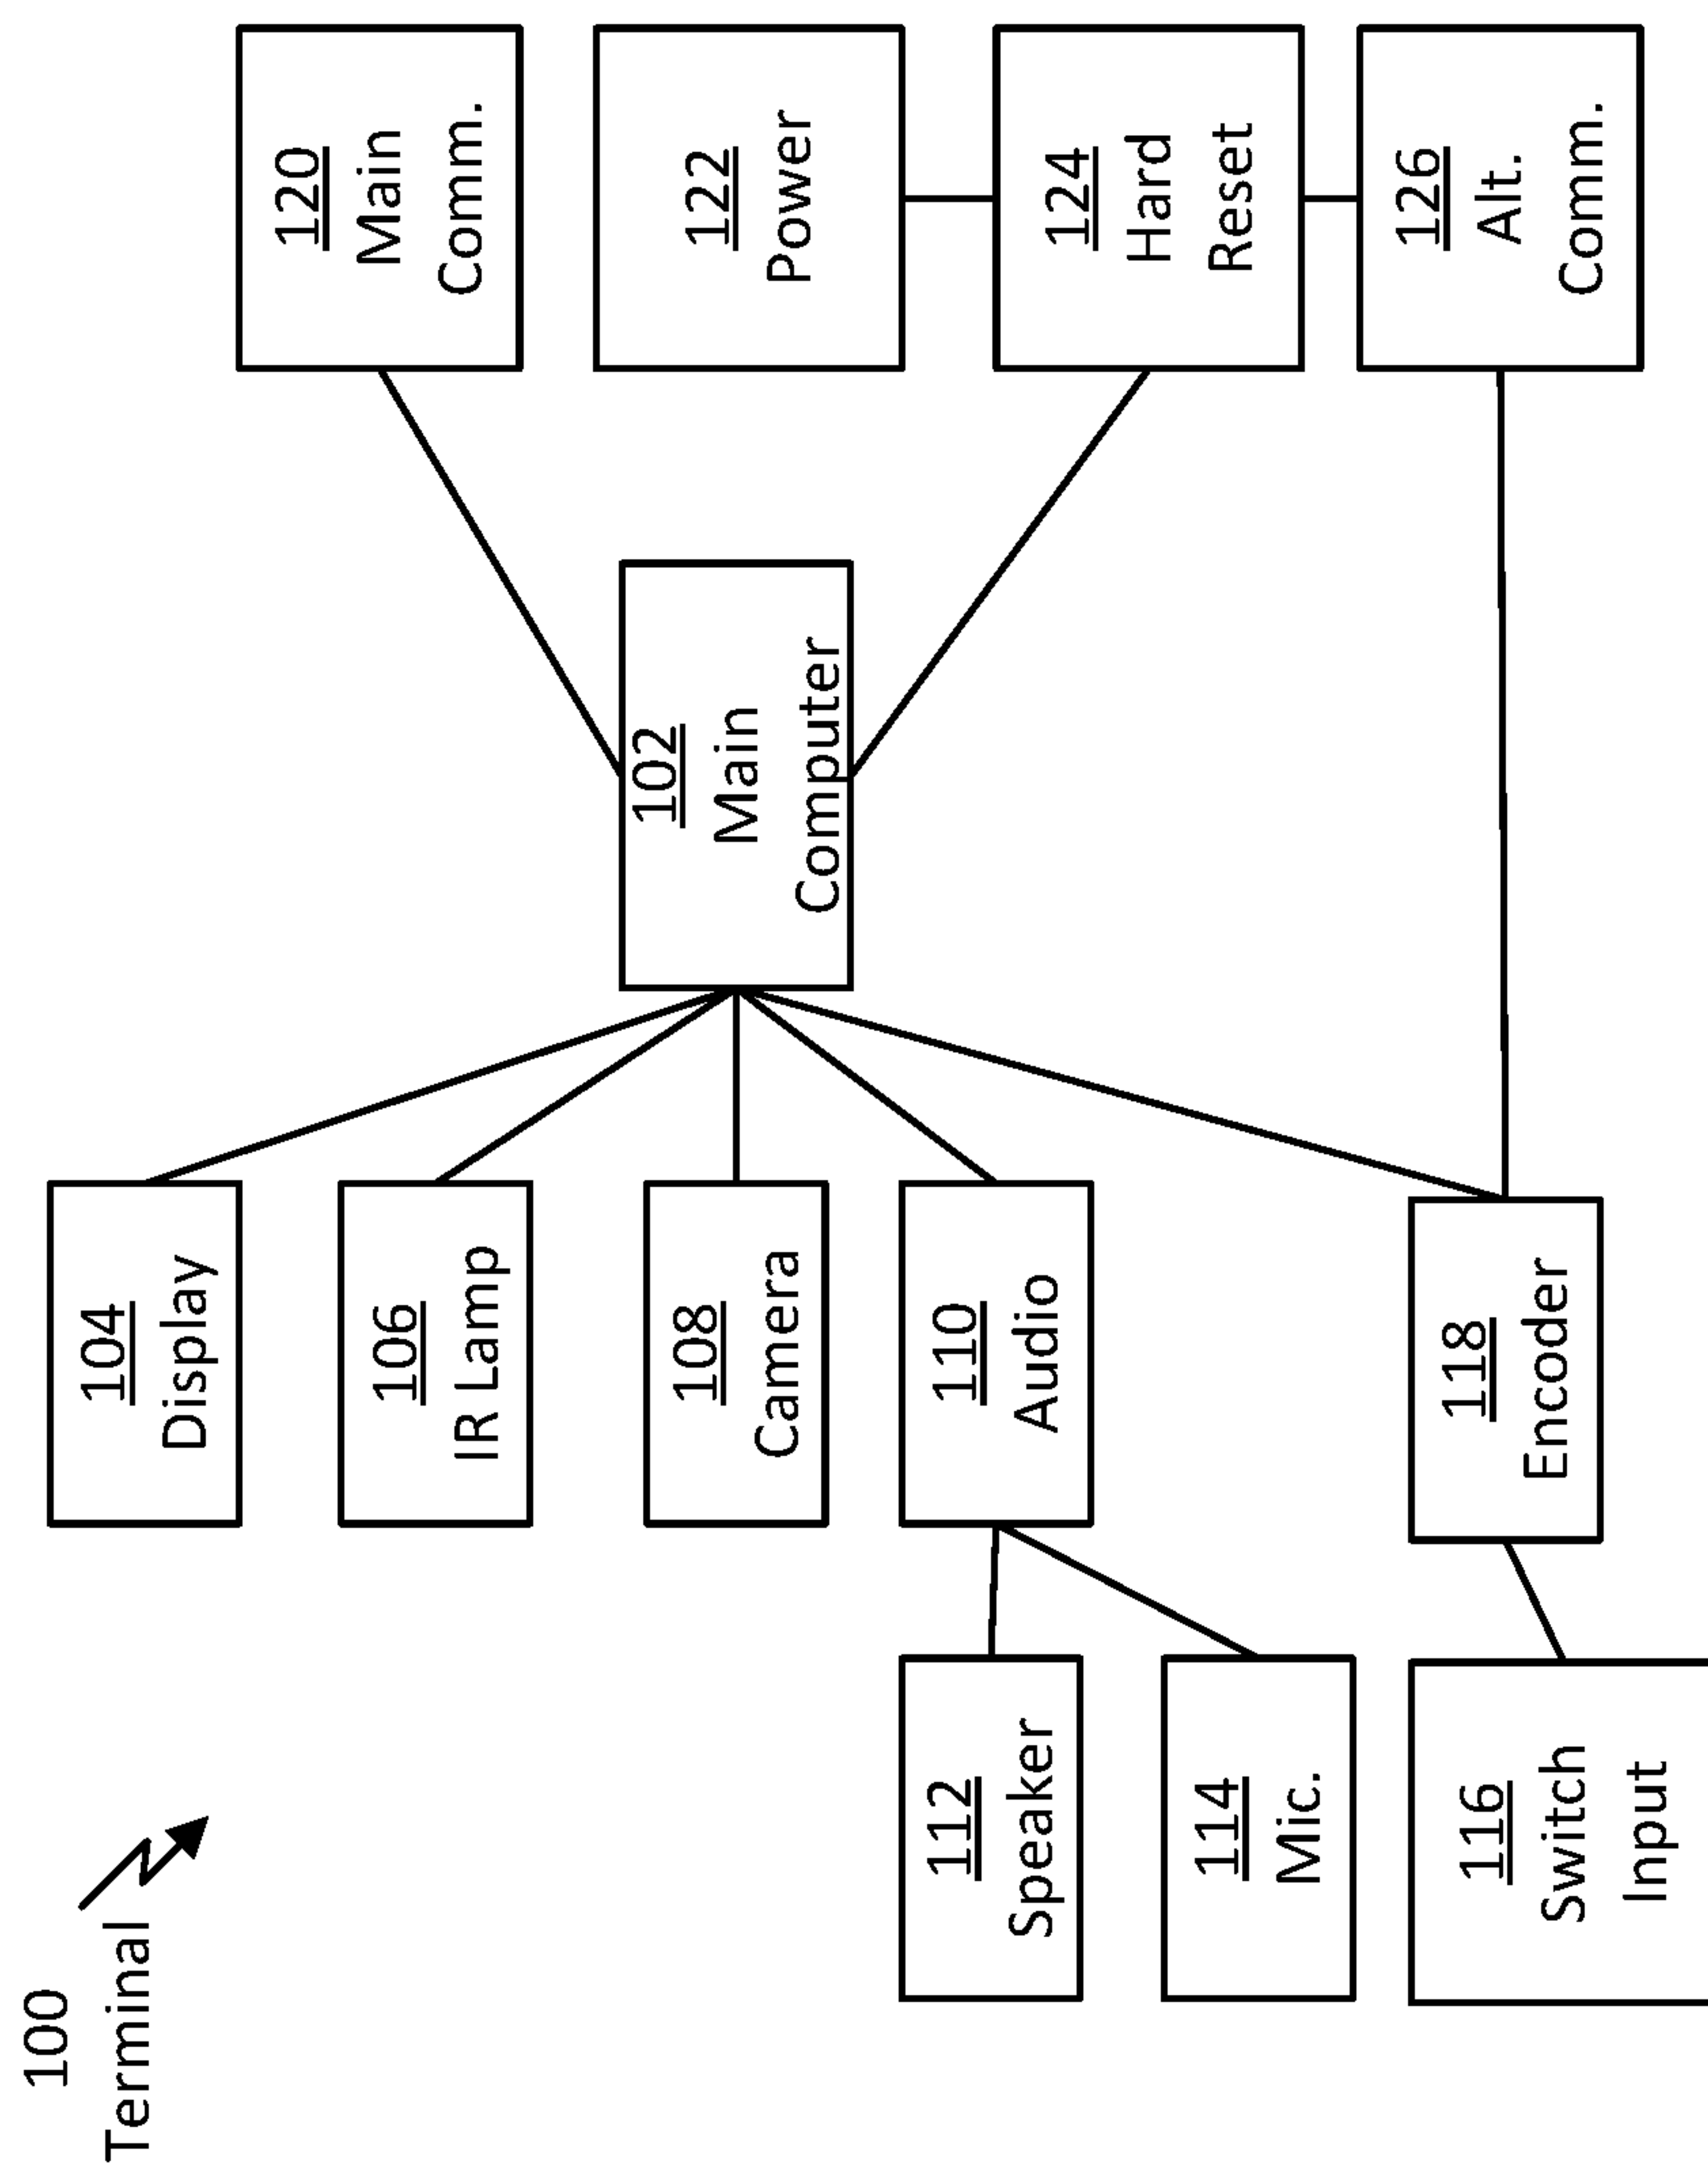 100
Terminal
104
Display
106
IR Lamp
108
Camera
110
Audio
112
Speaker
114
Mic.
116
Switch
Input
118
Encoder
102
Main
Computer
120
Main
Comm.
122
Power
124
Hard
Reset
126
Alt.
Comm.